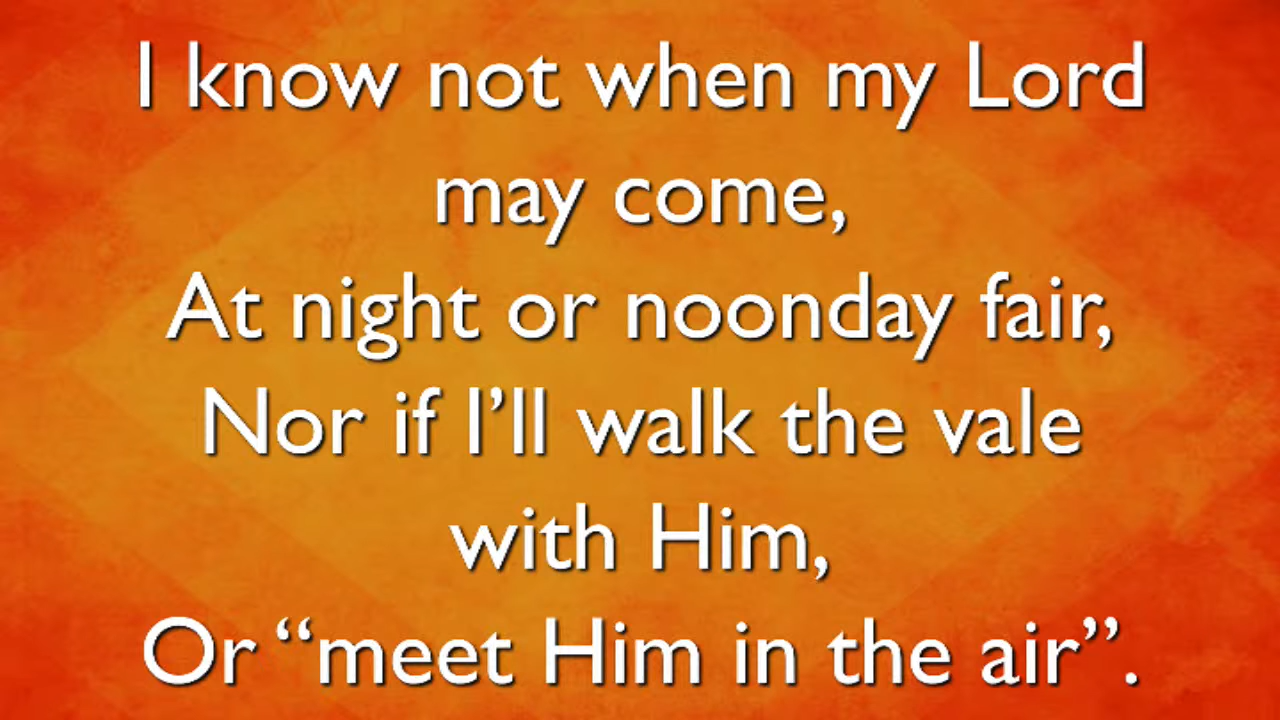 I know not when my Lord
may come,
At night or noonday fair,
Nor if I’ll walk the vale
with Him,
Or “meet Him in the air”.